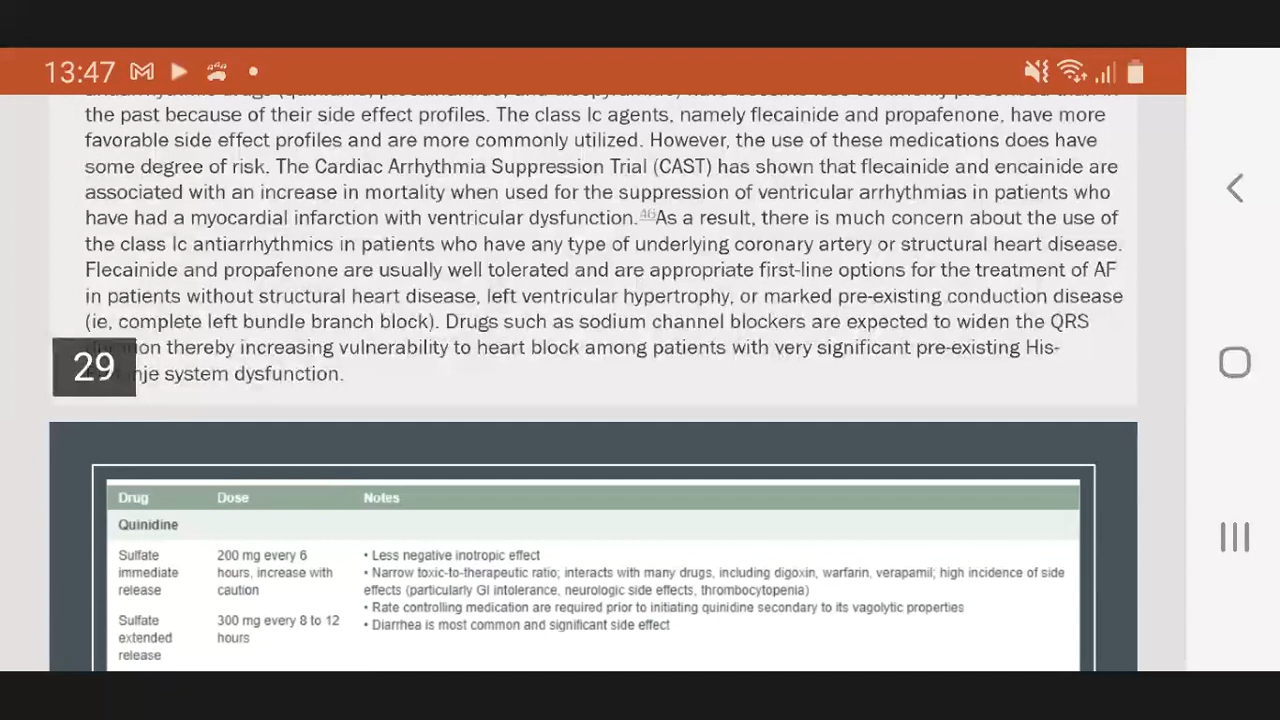 13:47
the past because of their side effect profiles. The class Ic agents, namely flecainide and propafenone, have more
favorable side effect profiles and are more commonly utilized. However, the use of these medications does have
some degree of risk. The Cardiac Arrhythmia Suppression Trial (CAST) has shown that flecainide and encainide are
associated with an increase in mortality when used for the suppression of ventricular arrhythmias in patients who
have had a myocardial infarction with ventricular dysfunction.46As a result, there is much concern about the use of
the class Ic antiarrhythmics in patients who have any type of underlying coronary artery or structural heart disease.
Flecainide and propafenone are usually well tolerated and are appropriate first-line options for the treatment of AF
in patients without structural heart disease, left ventricular hypertrophy, or marked pre-existing conduction disease
(ie, complete left bundle branch block). Drugs such as sodium channel blockers are expected to widen the QRS
thereby increasing vulnerability to heart block among patients with very significant pre-existing His-
29
system dysfunction.
Drug Dose Notes
Quinidine
Sulfate immediate release
200 mg every 6 hours, increase with caution
• Less negative inotropic effect
• Narrow toxic-to-therapeutic ratio; interacts with many drugs, including digoxin, warfarin, verapamil; high incidence of side
effects (particularly GI intolerance, neurologic side effects, thrombocytopenia)
• Rate controlling medication are required prior to initiating quinidine secondary to its vagolytic properties
• Diarrhea is most common and significant side effect
Sulfate extended release
300 mg every 8 to 12 hours